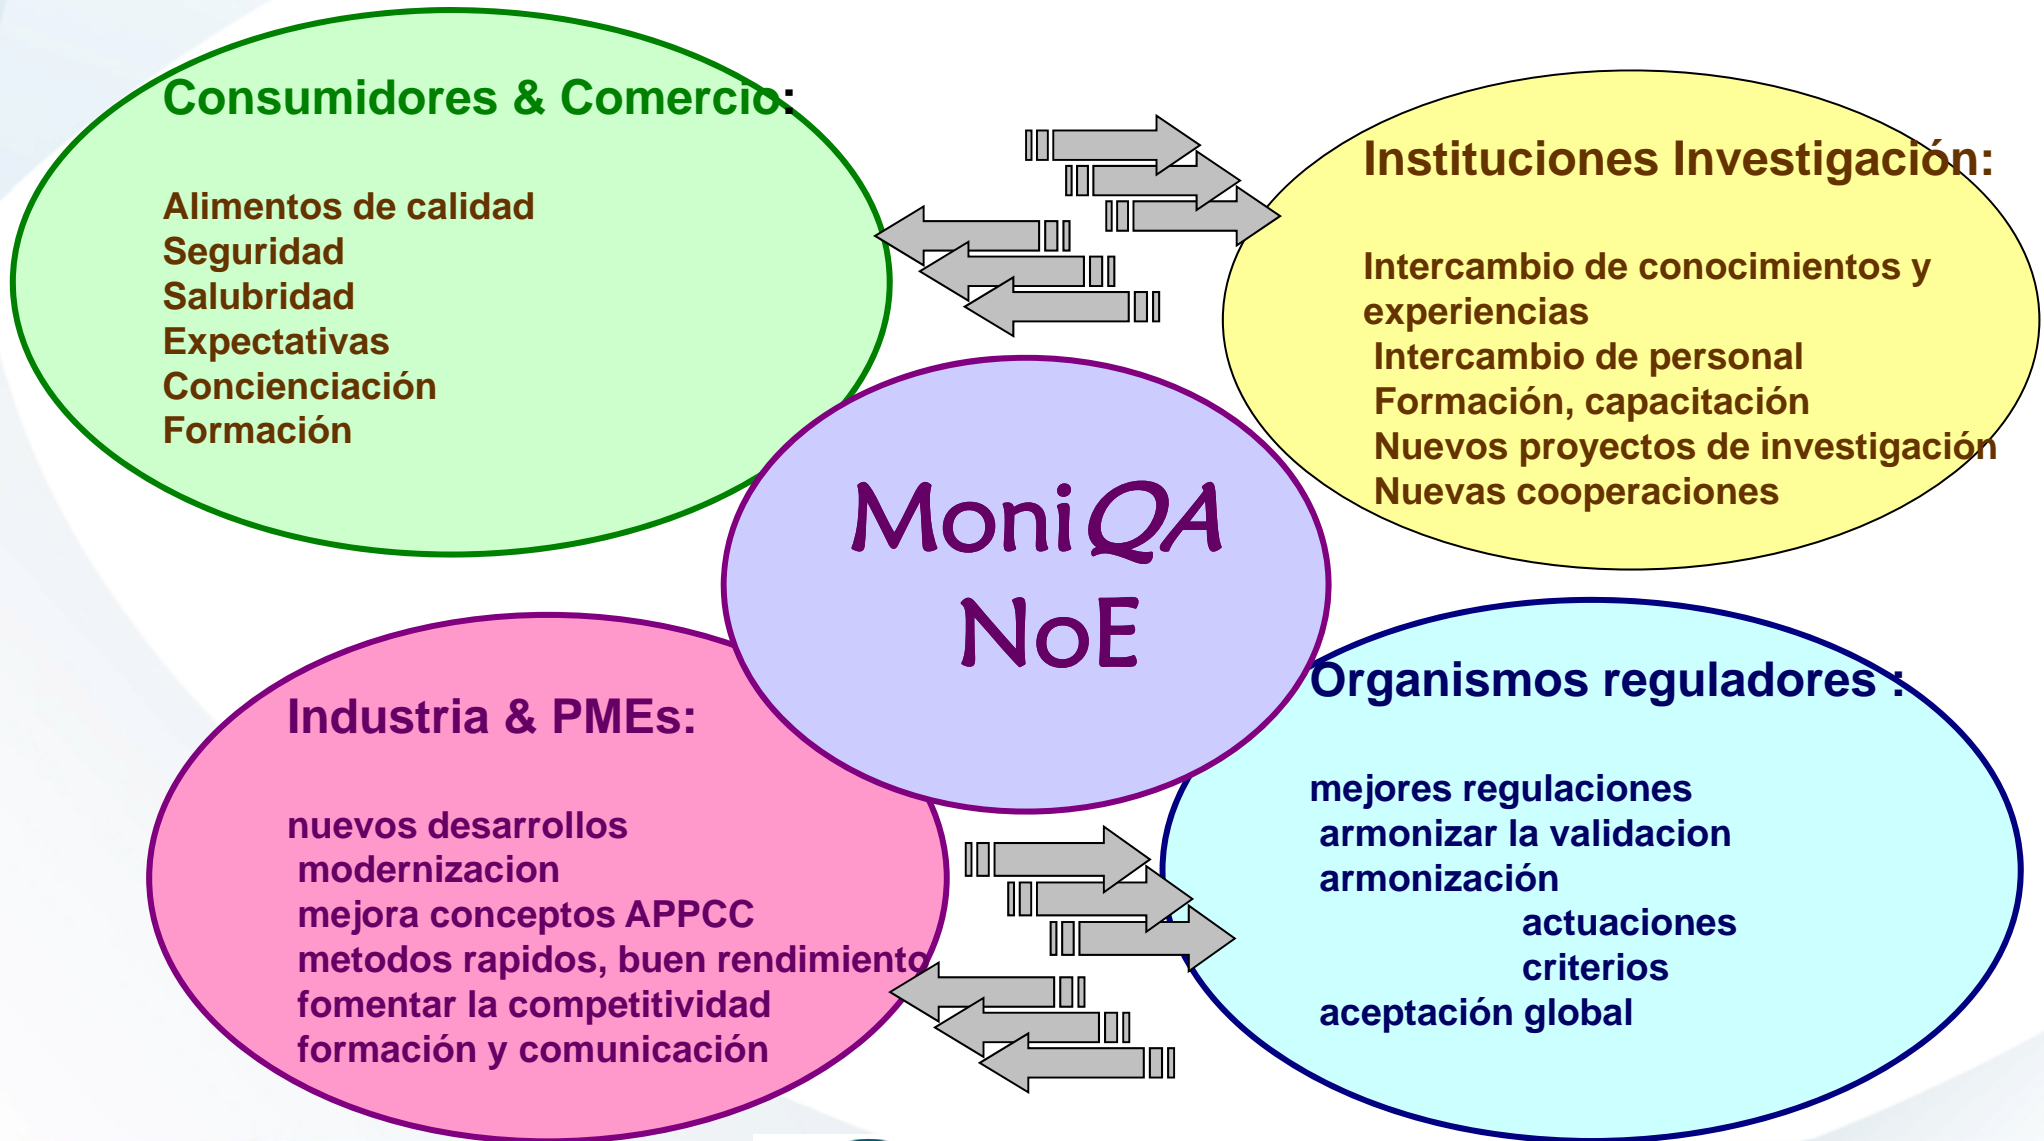 Consumidores & Comercio:
Alimentos de calidad
Seguridad
Salubridad
Expectativas
Concienciación
Formación
Instituciones Investigación:
Intercambio de conocimientos y
experiencias
Intercambio de personal
Formación, capacitación
Nuevos proyectos de investigación
Nuevas cooperaciones
MoniQA
NoE
Industria & PMEs:
nuevos desarrollos
modernizacion
mejora conceptos APPCC
metodos rapidos, buen rendimiento
fomentar la competitividad
formación y comunicación
Organismos reguladores :
mejores regulaciones
armonizar la validacion
armonización
actuaciones
criterios
aceptación global